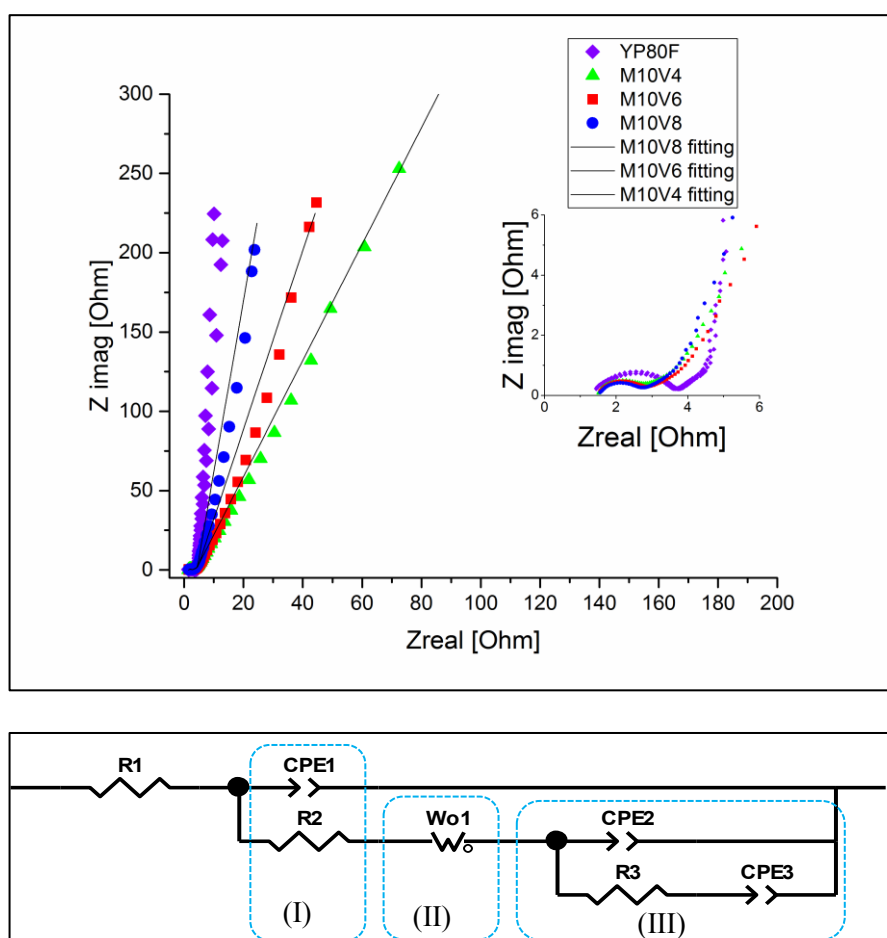 YP80F
M10V4
M10V6
M10V8
M10V8 fitting
M10V6 fitting
M10V4 fitting
300
250
200
150
100
50
0
Z imag [Ohm]
0 20 40 60 80 100 120 140 160 180 200
Zreal [Ohm]
6
4
2
0
Z imag [Ohm]
0 2 4 6
Zreal [Ohm]
R1 CPE1
R2 Wo1 CPE2
R3 CPE3
(I) (II) (III)